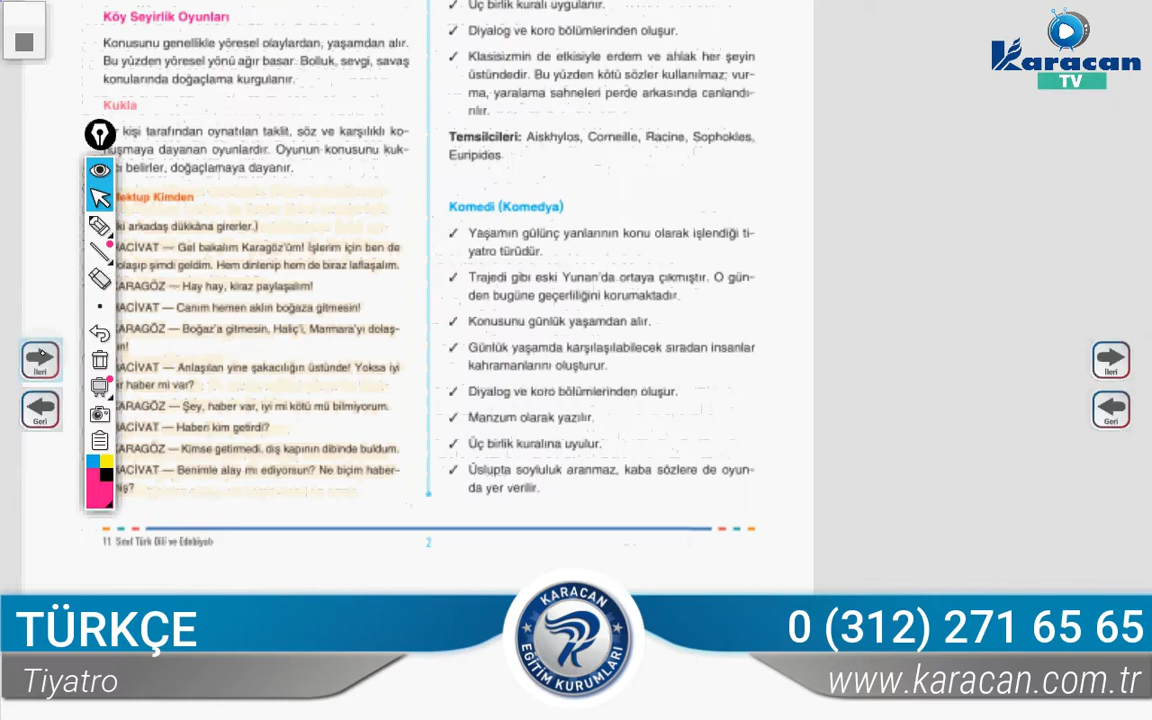 Köy Seyirlik Oyunları
Konusunu genellikle yöresel olaylardan, yaşamdan alır.
Bu yüzden yöresel yönü ağır basar. Bolluk, sevgi, savaş
konularında doğaçlama kurgulanır.
Kukla
kişi tarafından oynatılan taklit, söz ve karşılıklı ko-
nuşmaya dayanan oyunlardır. Oyunun konusunu kuk-
belirler, doğaçlamaya dayanır.
Mektup Kimden
ki arkadaş dükkâna girerler.)
HACİVAT — Gel bakalım Karagöz'üm! İşlerim için ben de
olaşıp şimdi geldim. Hem dinlenip hem de biraz laflaşalım.
KARAGÖZ — Hay hay, kiraz paylaşalım!
HACİVAT — Canım hemen aklın boğaza gitmesin!
KARAGÖZ — Boğaz'a gitmesin, Haliç'i, Marmara'yı dolaş-
ın!
HACİVAT — Anlaşılan yine şakacılığın üstünde! Yoksa iyi
ir haber mi var?
KARAGÖZ — Şey, haber var, iyi mi kötü mü bilmiyorum.
HACİVAT — Haberi kim getirdi?
KARAGÖZ — Kimse getirmedi, dış kapının dibinde buldum.
HACİVAT — Benimle alay mı ediyorsun? Ne biçim haber-
miş?
Üç birlik kuralı uygulanır.
✓ Diyalog ve koro bölümlerinden oluşur.
✓ Klasisizmin de etkisiyle erdem ve ahlak her şeyin
üstündedir. Bu yüzden kötü sözler kullanılmaz; vur-
ma, yaralama sahneleri perde arkasında canlandı-
rılır.
Temsilcileri: Aiskhylos, Corneille, Racine, Sophokles,
Euripides
Komedi (Komedya)
✓ Yaşamın gülünç yanlarının konu olarak işlendiği ti-
yatro türüdür.
✓ Trajedi gibi eski Yunan'da ortaya çıkmıştır. O gün-
den bugüne geçerliliğini korumaktadır.
✓ Konusunu günlük yaşamdan alır.
✓ Günlük yaşamda karşılaşılabilecek sıradan insanlar
kahramanlarını oluşturur.
✓ Diyalog ve koro bölümlerinden oluşur.
✓ Manzum olarak yazılır.
✓ Üç birlik kuralına uyulur.
✓ Üslupta soyluluk aranmaz, kaba sözlere de oyun-
da yer verilir.
11. Sınıf Türk Dili ve Edebiyatı
2
İleri
Geri
İleri
Geri
Karacan
TV
TÜRKÇE
Tiyatro
KARACAN
EĞİTİM KURUMLARI
0 (312) 271 65 65
www.karacan.com.tr